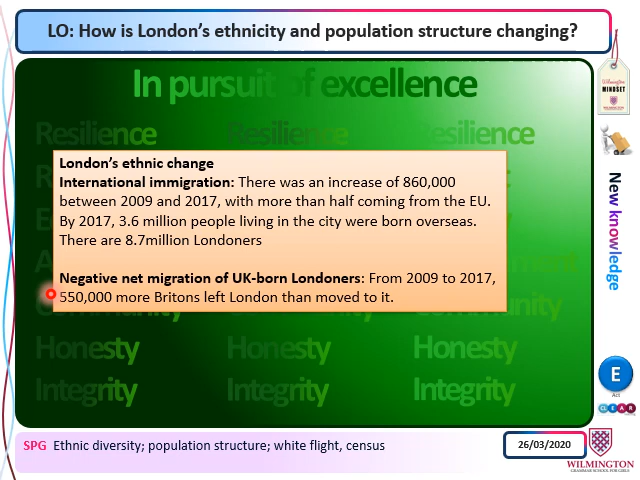 LO: How is London's ethnicity and population structure changing?
In pursuit of excellence
Resilience Resilience Resilience
London's ethnic change
International immigration: There was an increase of 860,000
between 2009 and 2017, with more than half coming from the EU.
By 2017, 3.6 million people living in the city were born overseas.
There are 8.7million Londoners
Negative net migration of UK-born Londoners: From 2009 to 2017,
550,000 more Britons left London than moved to it.
Honesty Honesty Honesty
Integrity Integrity Integrity
Wilmington
MINDSET
New knowledge
E
Act
CLEAR
SPG Ethnic diversity; population structure; white flight, census
26/03/2020
WILMINGTON
GRAMMAR SCHOOL FOR GIRLS